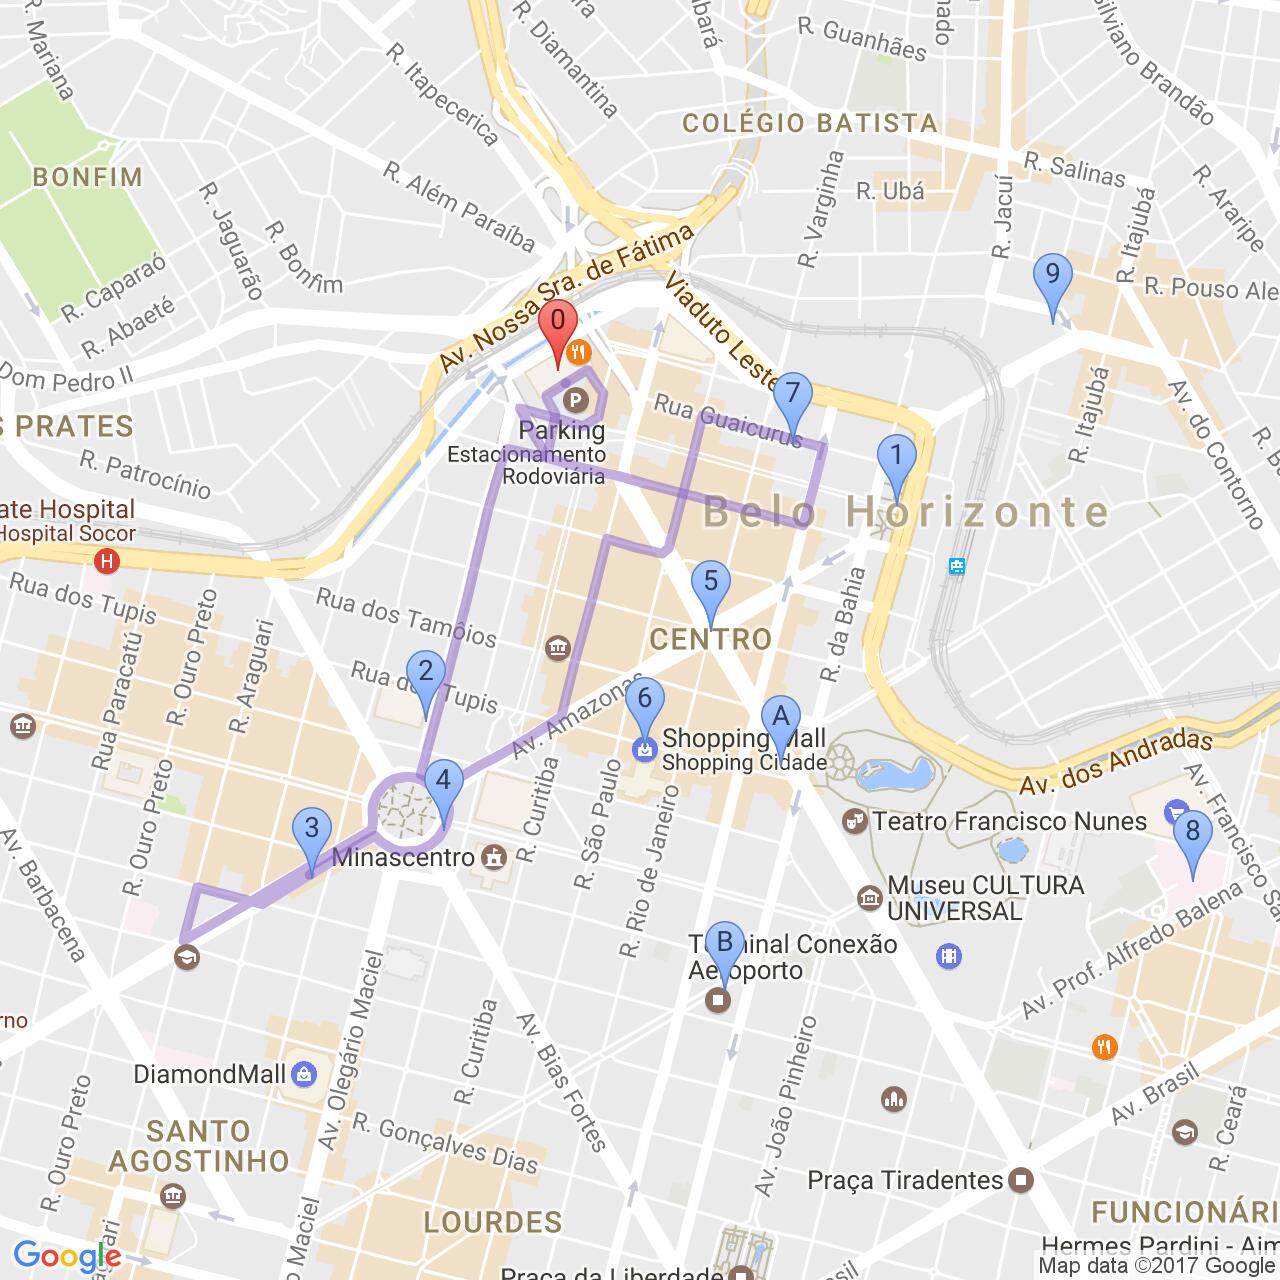 R. Mariana
R. Itapecerica
R. Diamantina
R. Guanhães
Silviano Brandão
COLÉGIO BATISTA
R. Salinas
BONFIM
R. Além Paraíba
R. Ubá
R. Varginha
R. Jacuí
R. Itajubá
R. Araripe
R. Jaguarão
R. Bonfim
R. Caparaó
R. Abaeté
Av. Nossa Sra. de Fátima
Viaduto Leste
R. Pouso Ale
9
0
Dom Pedro II
7
Rua Guaicurus
R. Itajubá
Av. do Contorno
S PRATES
P
Parking
Estacionamento
Rodoviária
R. Patrocínio
1
ate Hospital
Hospital Socor
H
Belo Horizonte
Rua dos Tupis
R. Ouro Preto
R. Araguari
Rua dos Tamôios
5
CENTRO
R. da Bahia
Rua Paracatú
2
Rua dos Tupis
Av. Amazonas
6
A
Shopping Mall
Shopping Cidade
Av. dos Andradas
Av. Francisco Sa
R. Ouro Preto
4
R. Curitiba
R. São Paulo
R. Rio de Janeiro
3
Minascentro
Teatro Francisco Nunes
8
Av. Barbacena
Museu CULTURA
UNIVERSAL
Av. Prof. Alfredo Balena
B
Terminal Conexão
Aeroporto
Av. Olegário Maciel
rno
R. Curitiba
Av. Bias Fortes
Av. João Pinheiro
DiamondMall
R. Ouro Preto
R. Gonçalves Dias
Av. Brasil
R. Ceará
SANTO
AGOSTINHO
Praça Tiradentes
LOURDES
FUNCIONÁRI
Hermes Pardini - Aim
Google
Praça da Liberdade
Map data ©2017 Google